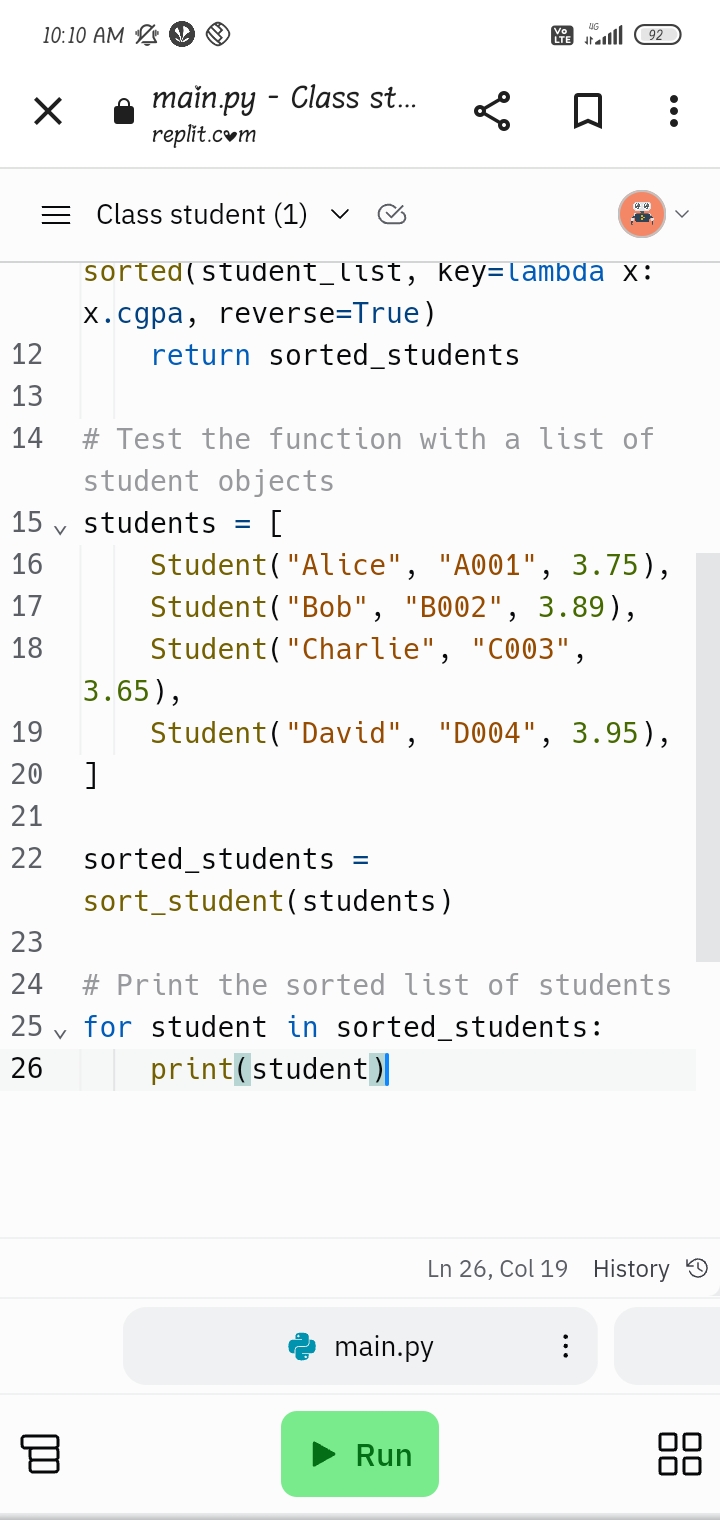 10:10 AM
Vo LTE 4G 92
main.py - Class st...
replit.com
Class student (1)
sorted(student_list, key=lambda x:
x.cgpa, reverse=True)
12 return sorted_students
13
14 # Test the function with a list of
student objects
15 students = [
16 Student("Alice", "A001", 3.75),
17 Student("Bob", "B002", 3.89),
18 Student("Charlie", "C003",
3.65),
19 Student("David", "D004", 3.95),
20 ]
21
22 sorted_students =
sort_student(students)
23
24 # Print the sorted list of students
25 for student in sorted_students:
26 print(student)
Ln 26, Col 19 History
main.py
Run